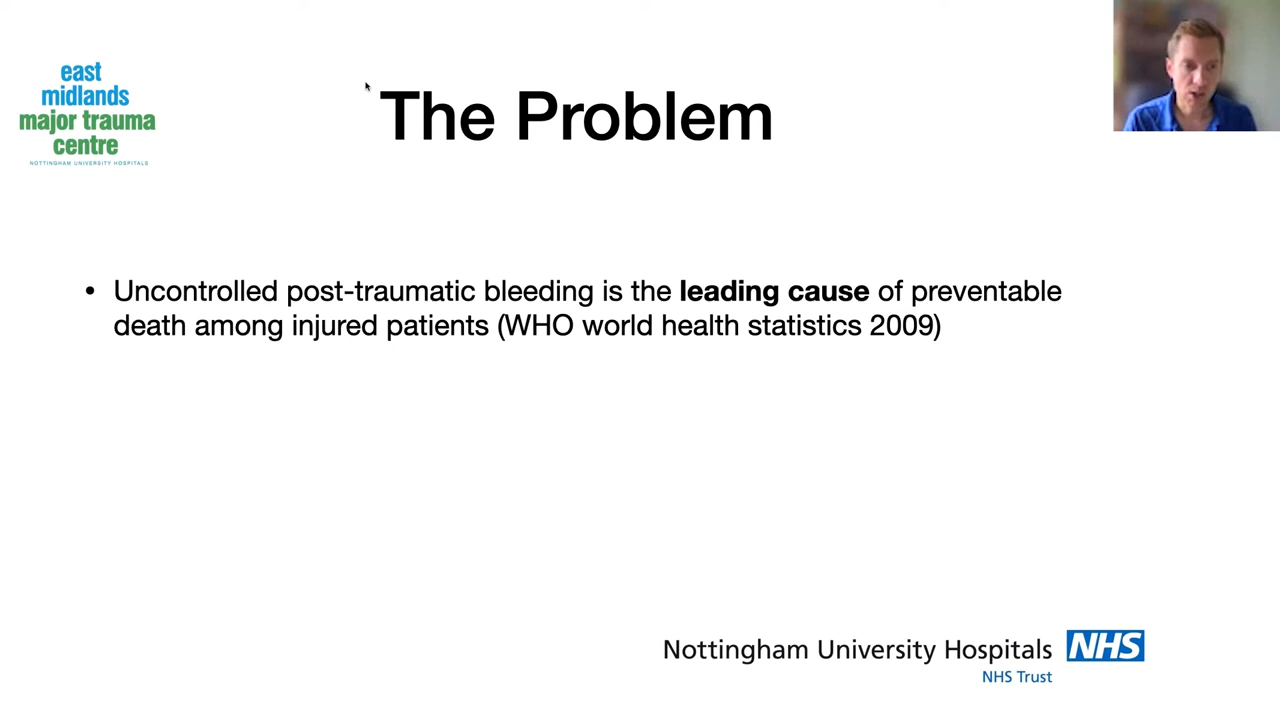 east
midlands
major trauma
centre
NOTTINGHAM UNIVERSITY HOSPITALS
The Problem
• Uncontrolled post-traumatic bleeding is the leading cause of preventable
death among injured patients (WHO world health statistics 2009)
Nottingham University Hospitals NHS
NHS Trust